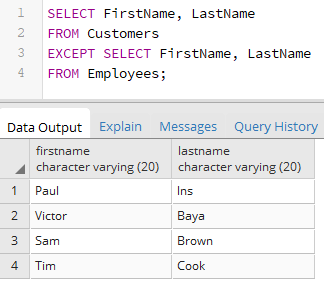 1 SELECT FirstName, LastName
2 FROM Customers
3 EXCEPT SELECT FirstName, LastName
4 FROM Employees;
Data Output Explain Messages Query History
firstname lastname
character varying (20) character varying (20)
1 Paul Ins
2 Victor Baya
3 Sam Brown
4 Tim Cook